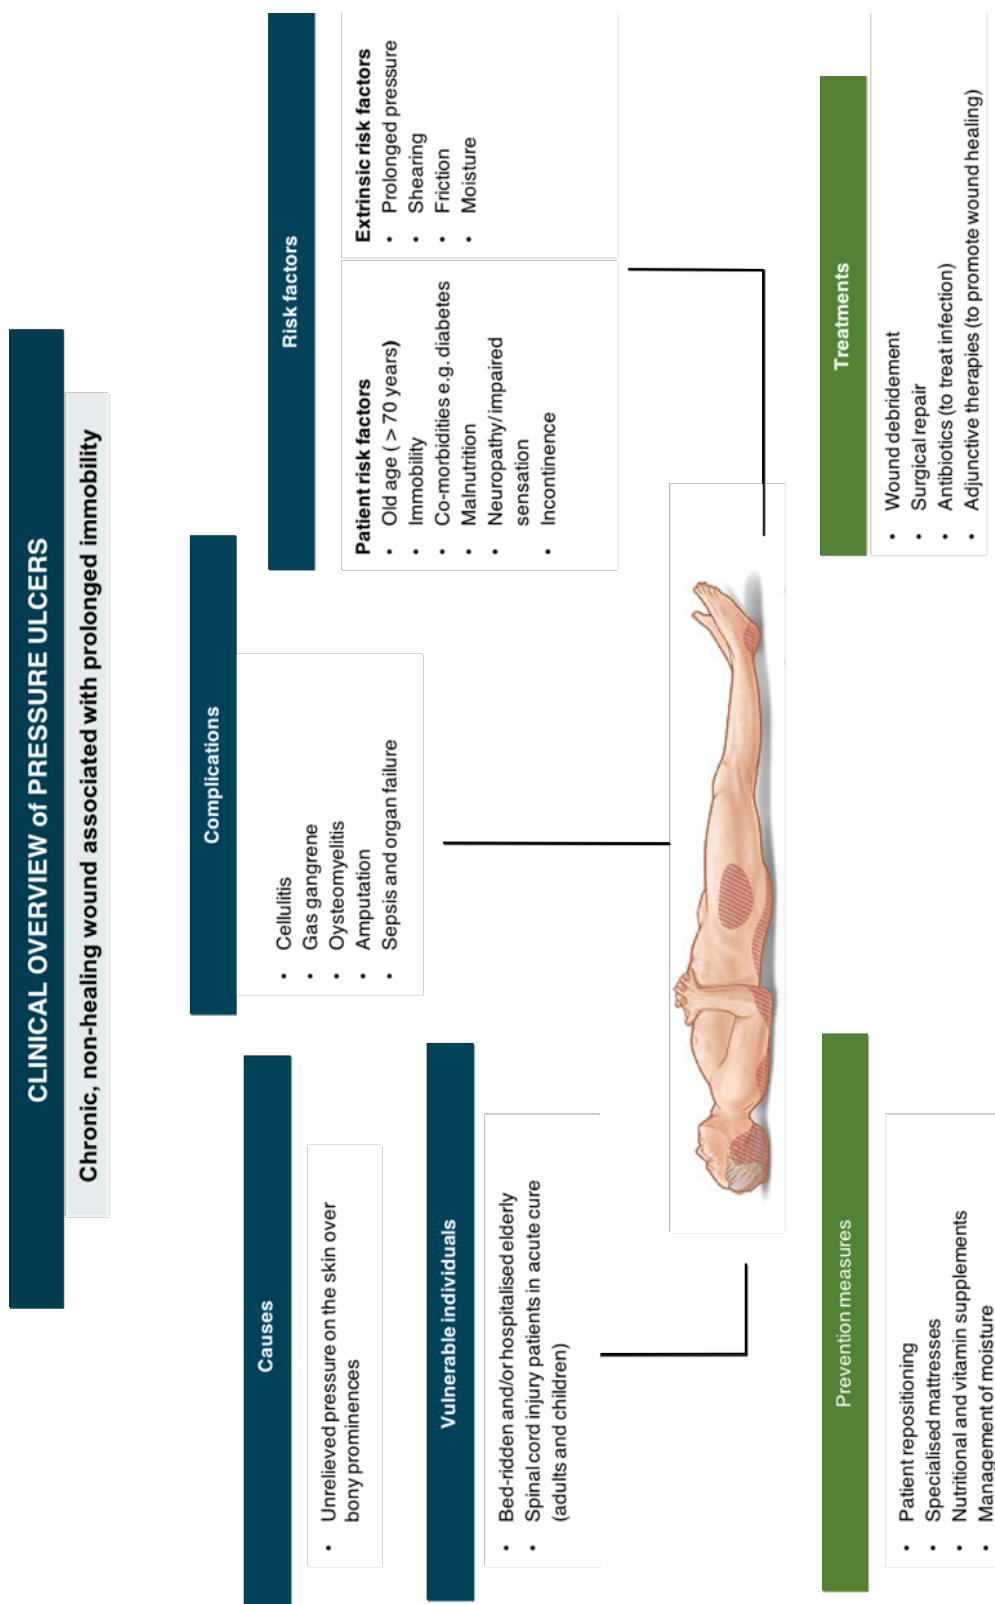 CLINICAL OVERVIEW of PRESSURE ULCERS
Chronic, non-healing wound associated with prolonged immobility
Causes
• Unrelieved pressure on the skin over
bony prominences
Vulnerable individuals
• Bed-ridden and/or hospitalised elderly
• Spinal cord injury patients in acute cure
(adults and children)
Complications
• Cellulitis
• Gas gangrene
• Oysteomyelitis
• Amputation
• Sepsis and organ failure
Risk factors
Patient risk factors
• Old age ( > 70 years)
• Immobility
• Co-morbidities e.g. diabetes
• Malnutrition
• Neuropathy/impaired
sensation
• Incontinence
Extrinsic risk factors
• Prolonged pressure
• Shearing
• Friction
• Moisture
Prevention measures
• Patient repositioning
• Specialised mattresses
• Nutritional and vitamin supplements
• Management of moisture
Treatments
• Wound debridement
• Surgical repair
• Antibiotics (to treat infection)
• Adjunctive therapies (to promote wound healing)